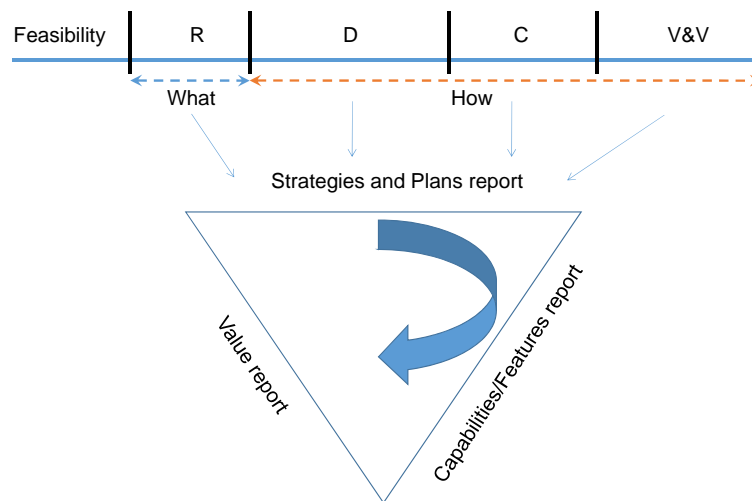 Feasibility R D C V&V
What How
Strategies and Plans report
Value report
Capabilities/Features report